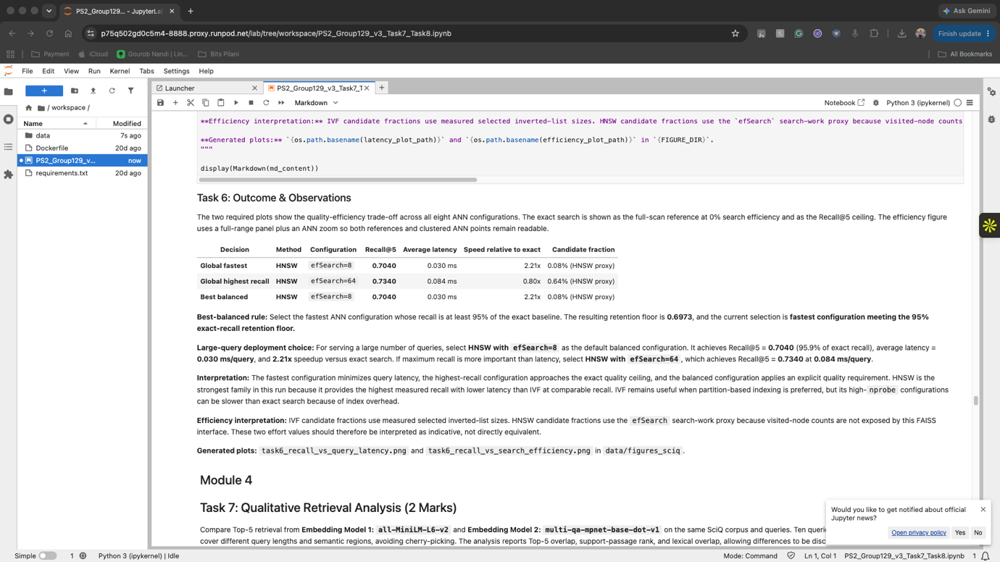 PS2_Group129... - JupyterLa
Ask Gemini
p75q502gd0c5m4-8888.proxy.runpod.net/lab/tree/workspace/PS2_Group129_v3_Task7_Task8.ipynb
Finish update
Payment
iCloud
Gourob Nandi | Lin...
Bits Pilani
All Bookmarks
File Edit View Run Kernel Tabs Settings Help
Launcher
PS2_Group129_v3_Task7_T
/ workspace /
Markdown
Notebook
Python 3 (ipykernel)
Name Modified
data 7s ago
Dockerfile 20d ago
PS2_Group129_v... now
requirements.txt 20d ago
**Efficiency interpretation:** IVF candidate fractions use measured selected inverted-list sizes. HNSW candidate fractions use the `efSearch` search-work proxy because visited-node counts
**Generated plots:** `{os.path.basename(latency_plot_path)}` and `{os.path.basename(efficiency_plot_path)}` in `{FIGURE_DIR}`.
"""
display(Markdown(md_content))
Task 6: Outcome & Observations
The two required plots show the quality-efficiency trade-off across all eight ANN configurations. The exact search is shown as the full-scan reference at 0% search efficiency and as the Recall@5 ceiling. The efficiency figure
uses a full-range panel plus an ANN zoom so both references and clustered ANN points remain readable.
Decision Method Configuration Recall@5 Average latency Speed relative to exact Candidate fraction
Global fastest HNSW efSearch=8 0.7040 0.030 ms 2.21x 0.08% (HNSW proxy)
Global highest recall HNSW efSearch=64 0.7340 0.084 ms 0.80x 0.64% (HNSW proxy)
Best balanced HNSW efSearch=8 0.7040 0.030 ms 2.21x 0.08% (HNSW proxy)
Best-balanced rule: Select the fastest ANN configuration whose recall is at least 95% of the exact baseline. The resulting retention floor is 0.6973, and the current selection is fastest configuration meeting the 95%
exact-recall retention floor.
Large-query deployment choice: For serving a large number of queries, select HNSW with efSearch=8 as the default balanced configuration. It achieves Recall@5 = 0.7040 (95.9% of exact recall), average latency =
0.030 ms/query, and 2.21x speedup versus exact search. If maximum recall is more important than latency, select HNSW with efSearch=64, which achieves Recall@5 = 0.7340 at 0.084 ms/query.
Interpretation: The fastest configuration minimizes query latency, the highest-recall configuration approaches the exact quality ceiling, and the balanced configuration applies an explicit quality requirement. HNSW is the
strongest family in this run because it provides the highest measured recall with lower latency than IVF at comparable recall. IVF remains useful when partition-based indexing is preferred, but its high-nprobe configurations
can be slower than exact search because of index overhead.
Efficiency interpretation: IVF candidate fractions use measured selected inverted-list sizes. HNSW candidate fractions use the efSearch search-work proxy because visited-node counts are not exposed by this FAISS
interface. These two effort values should therefore be interpreted as indicative, not directly equivalent.
Generated plots: task6_recall_vs_query_latency.png and task6_recall_vs_search_efficiency.png in data/figures_sciq.
Module 4
Task 7: Qualitative Retrieval Analysis (2 Marks)
Compare Top-5 retrieval from Embedding Model 1: all-MiniLM-L6-v2 and Embedding Model 2: multi-qa-mpnet-base-dot-v1 on the same SciQ corpus and queries. Ten querie
cover different query lengths and semantic regions, avoiding cherry-picking. The analysis reports Top-5 overlap, support-passage rank, and lexical overlap, allowing differences to be disc
Would you like to get notified about official
Jupyter news?
Open privacy policy Yes No
Simple 1 Python 3 (ipykernel) | Idle
Mode: Command Ln 1, Col 1 PS2_Group129_v3_Task7_Task8.ipynb 1